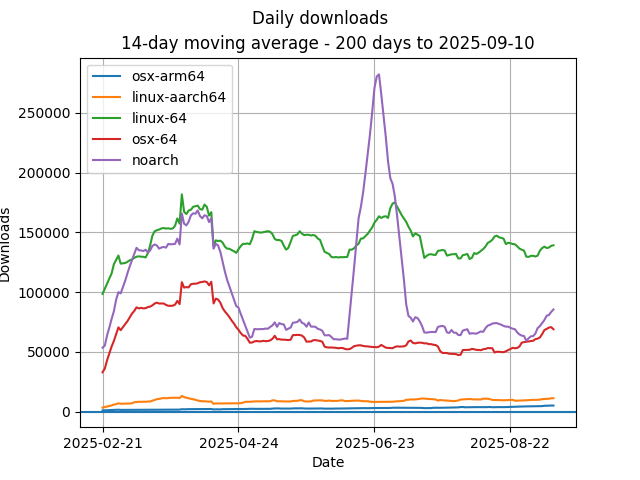 Daily downloads
14-day moving average - 200 days to 2025-09-10
osx-arm64
linux-aarch64
linux-64
osx-64
noarch
250000
200000
150000
100000
50000
0
Downloads
2025-02-21
2025-04-24
2025-06-23
2025-08-22
Date